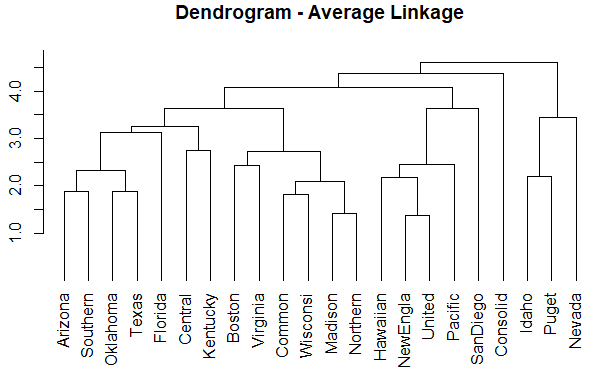 Dendrogram - Average Linkage
4.0
3.0
2.0
1.0
Arizona
Southern
Oklahoma
Texas
Florida
Central
Kentucky
Boston
Virginia
Common
Wisconsi
Madison
Northern
Hawaiian
NewEngla
United
Pacific
SanDiego
Consolid
Idaho
Puget
Nevada